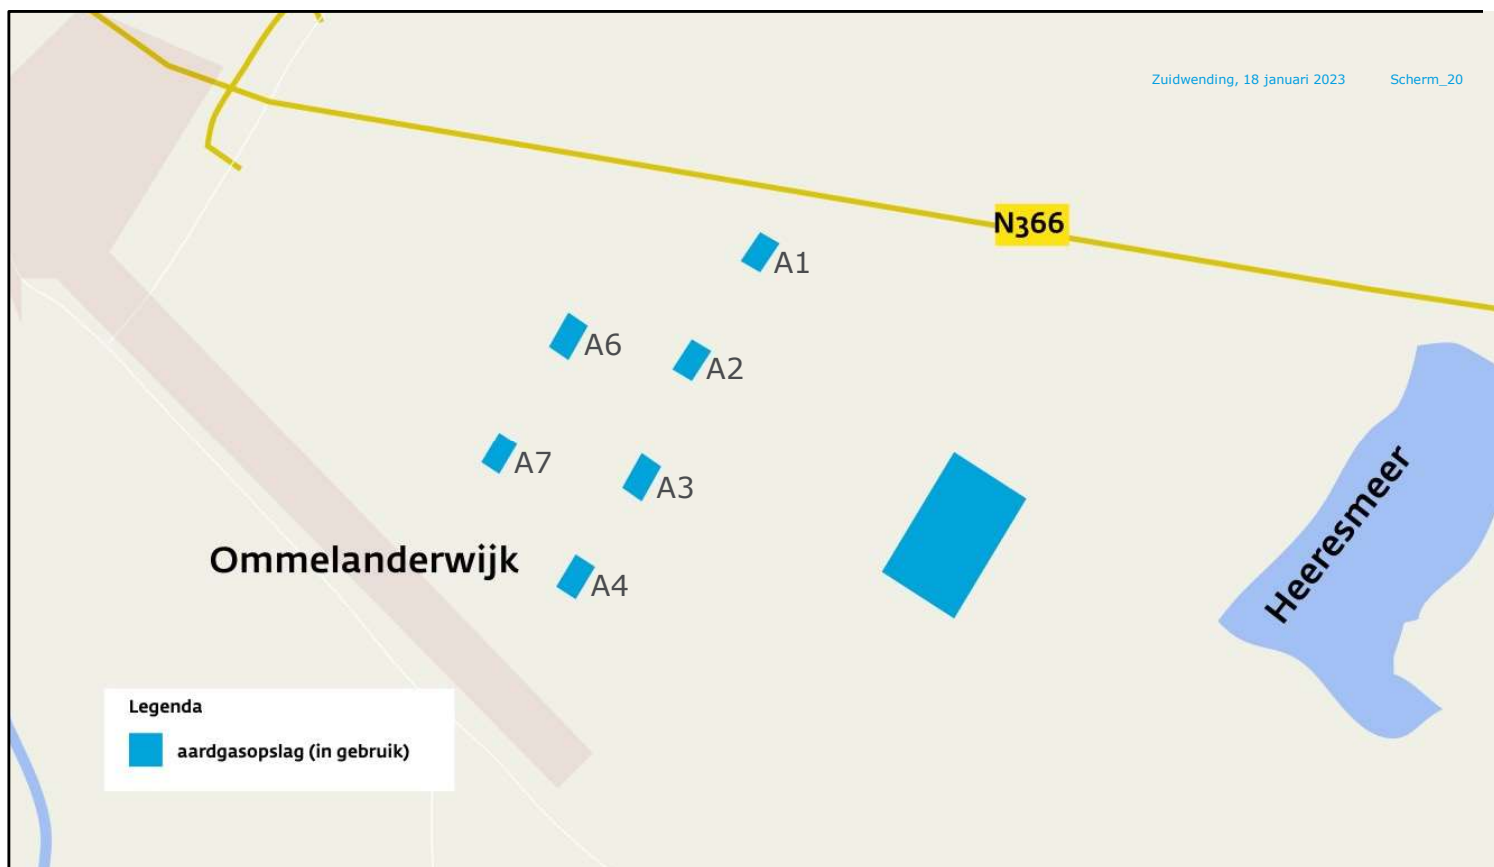 Zuidwending, 18 januari 2023 Scherm_20
N366
A1
A6
A2
A7
A3
Heeresmeer
Ommelanderwijk
A4
Legenda
aardgasopslag (in gebruik)